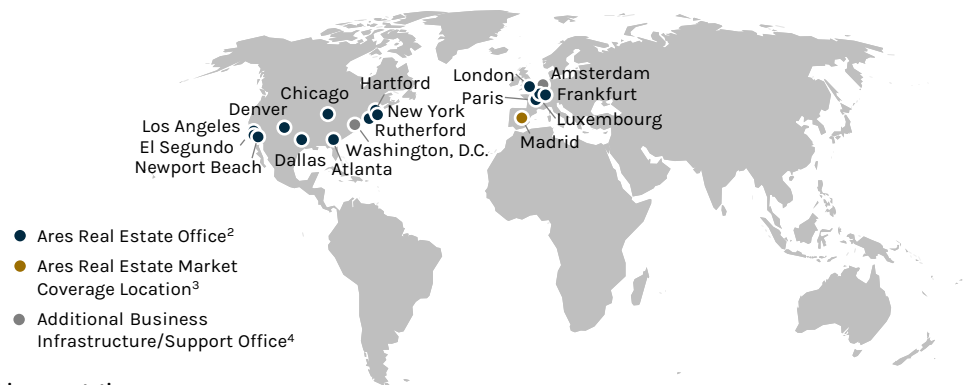 London
Amsterdam
Hartford
Paris
Frankfurt
Chicago
Denver
New York
Luxembourg
Los Angeles
Rutherford
El Segundo
Washington, D.C.
Madrid
Newport Beach
Dallas
Atlanta
Ares Real Estate Office²
Ares Real Estate Market
Coverage Location³
Additional Business
Infrastructure/Support Office⁴